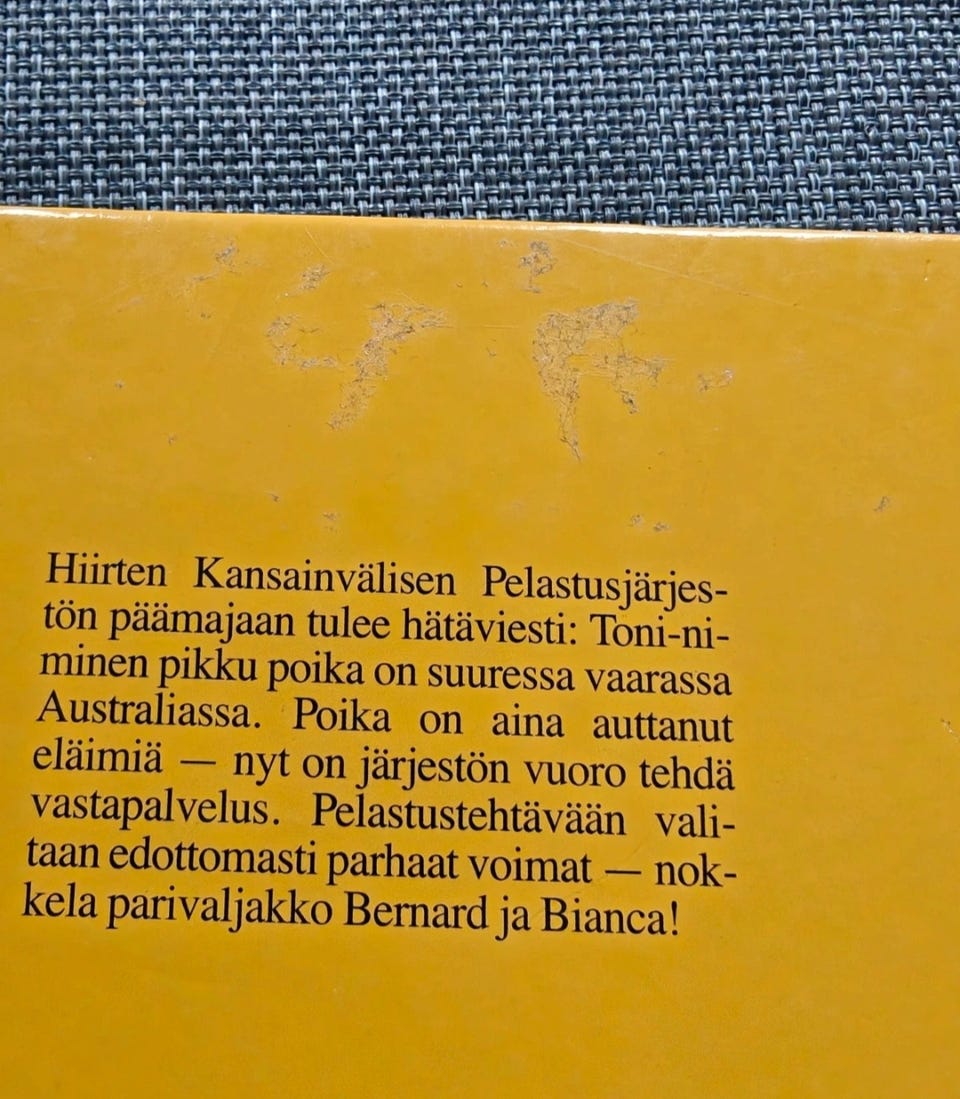 Hiirten Kansainvälisen Pelastusjärjes-
tön päämajaan tulee hätäviesti: Toni-ni-
minen pikku poika on suuressa vaarassa
Australiassa. Poika on aina auttanut
eläimiä — nyt on järjestön vuoro tehdä
vastapalvelus. Pelastustehtävään vali-
taan edottomasti parhaat voimat — nok-
kela parivaljakko Bernard ja Bianca!